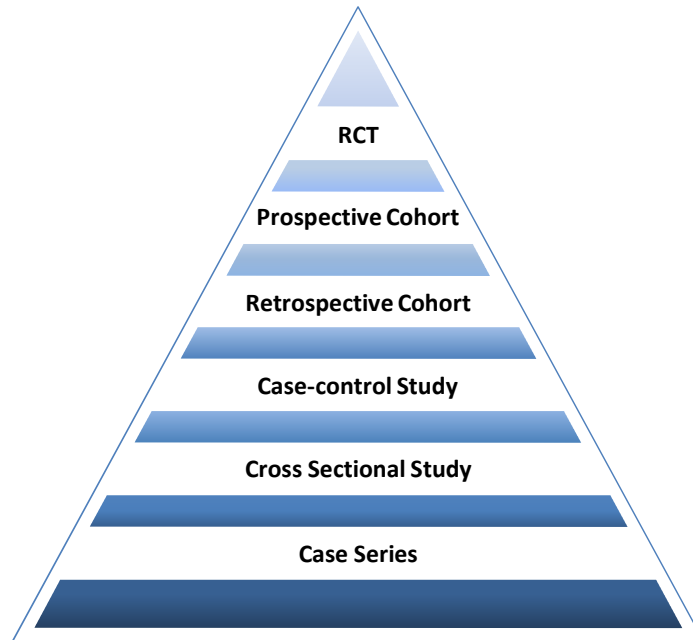 RCT
Prospective Cohort
Retrospective Cohort
Case-control Study
Cross Sectional Study
Case Series